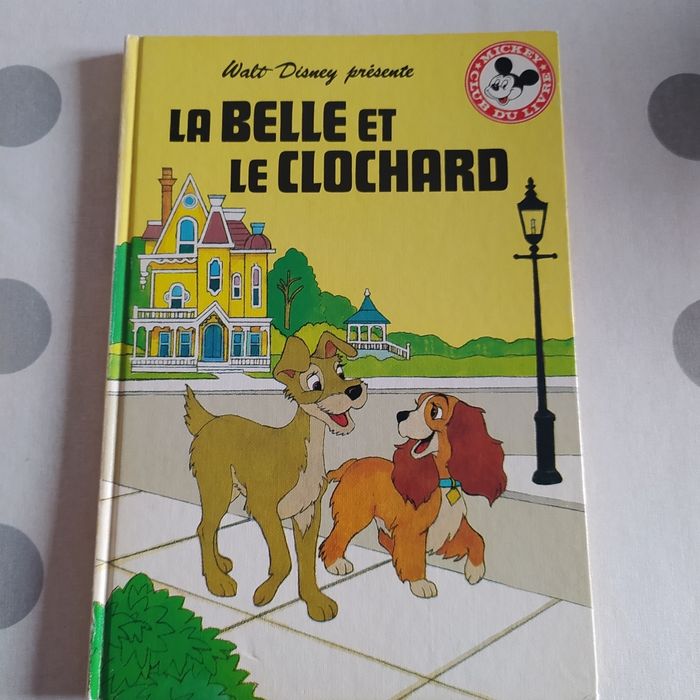 Walt Disney présente
MICKEY
CLUB DU LIVRE
LA BELLE ET
LE CLOCHARD